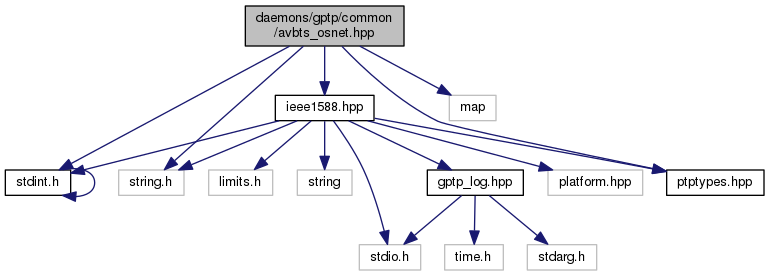 daemons/gptp/common
/avbts_osnet.hpp
ieee1588.hpp
map
stdint.h
string.h
limits.h
string
gptp_log.hpp
platform.hpp
ptptypes.hpp
stdio.h
time.h
stdarg.h